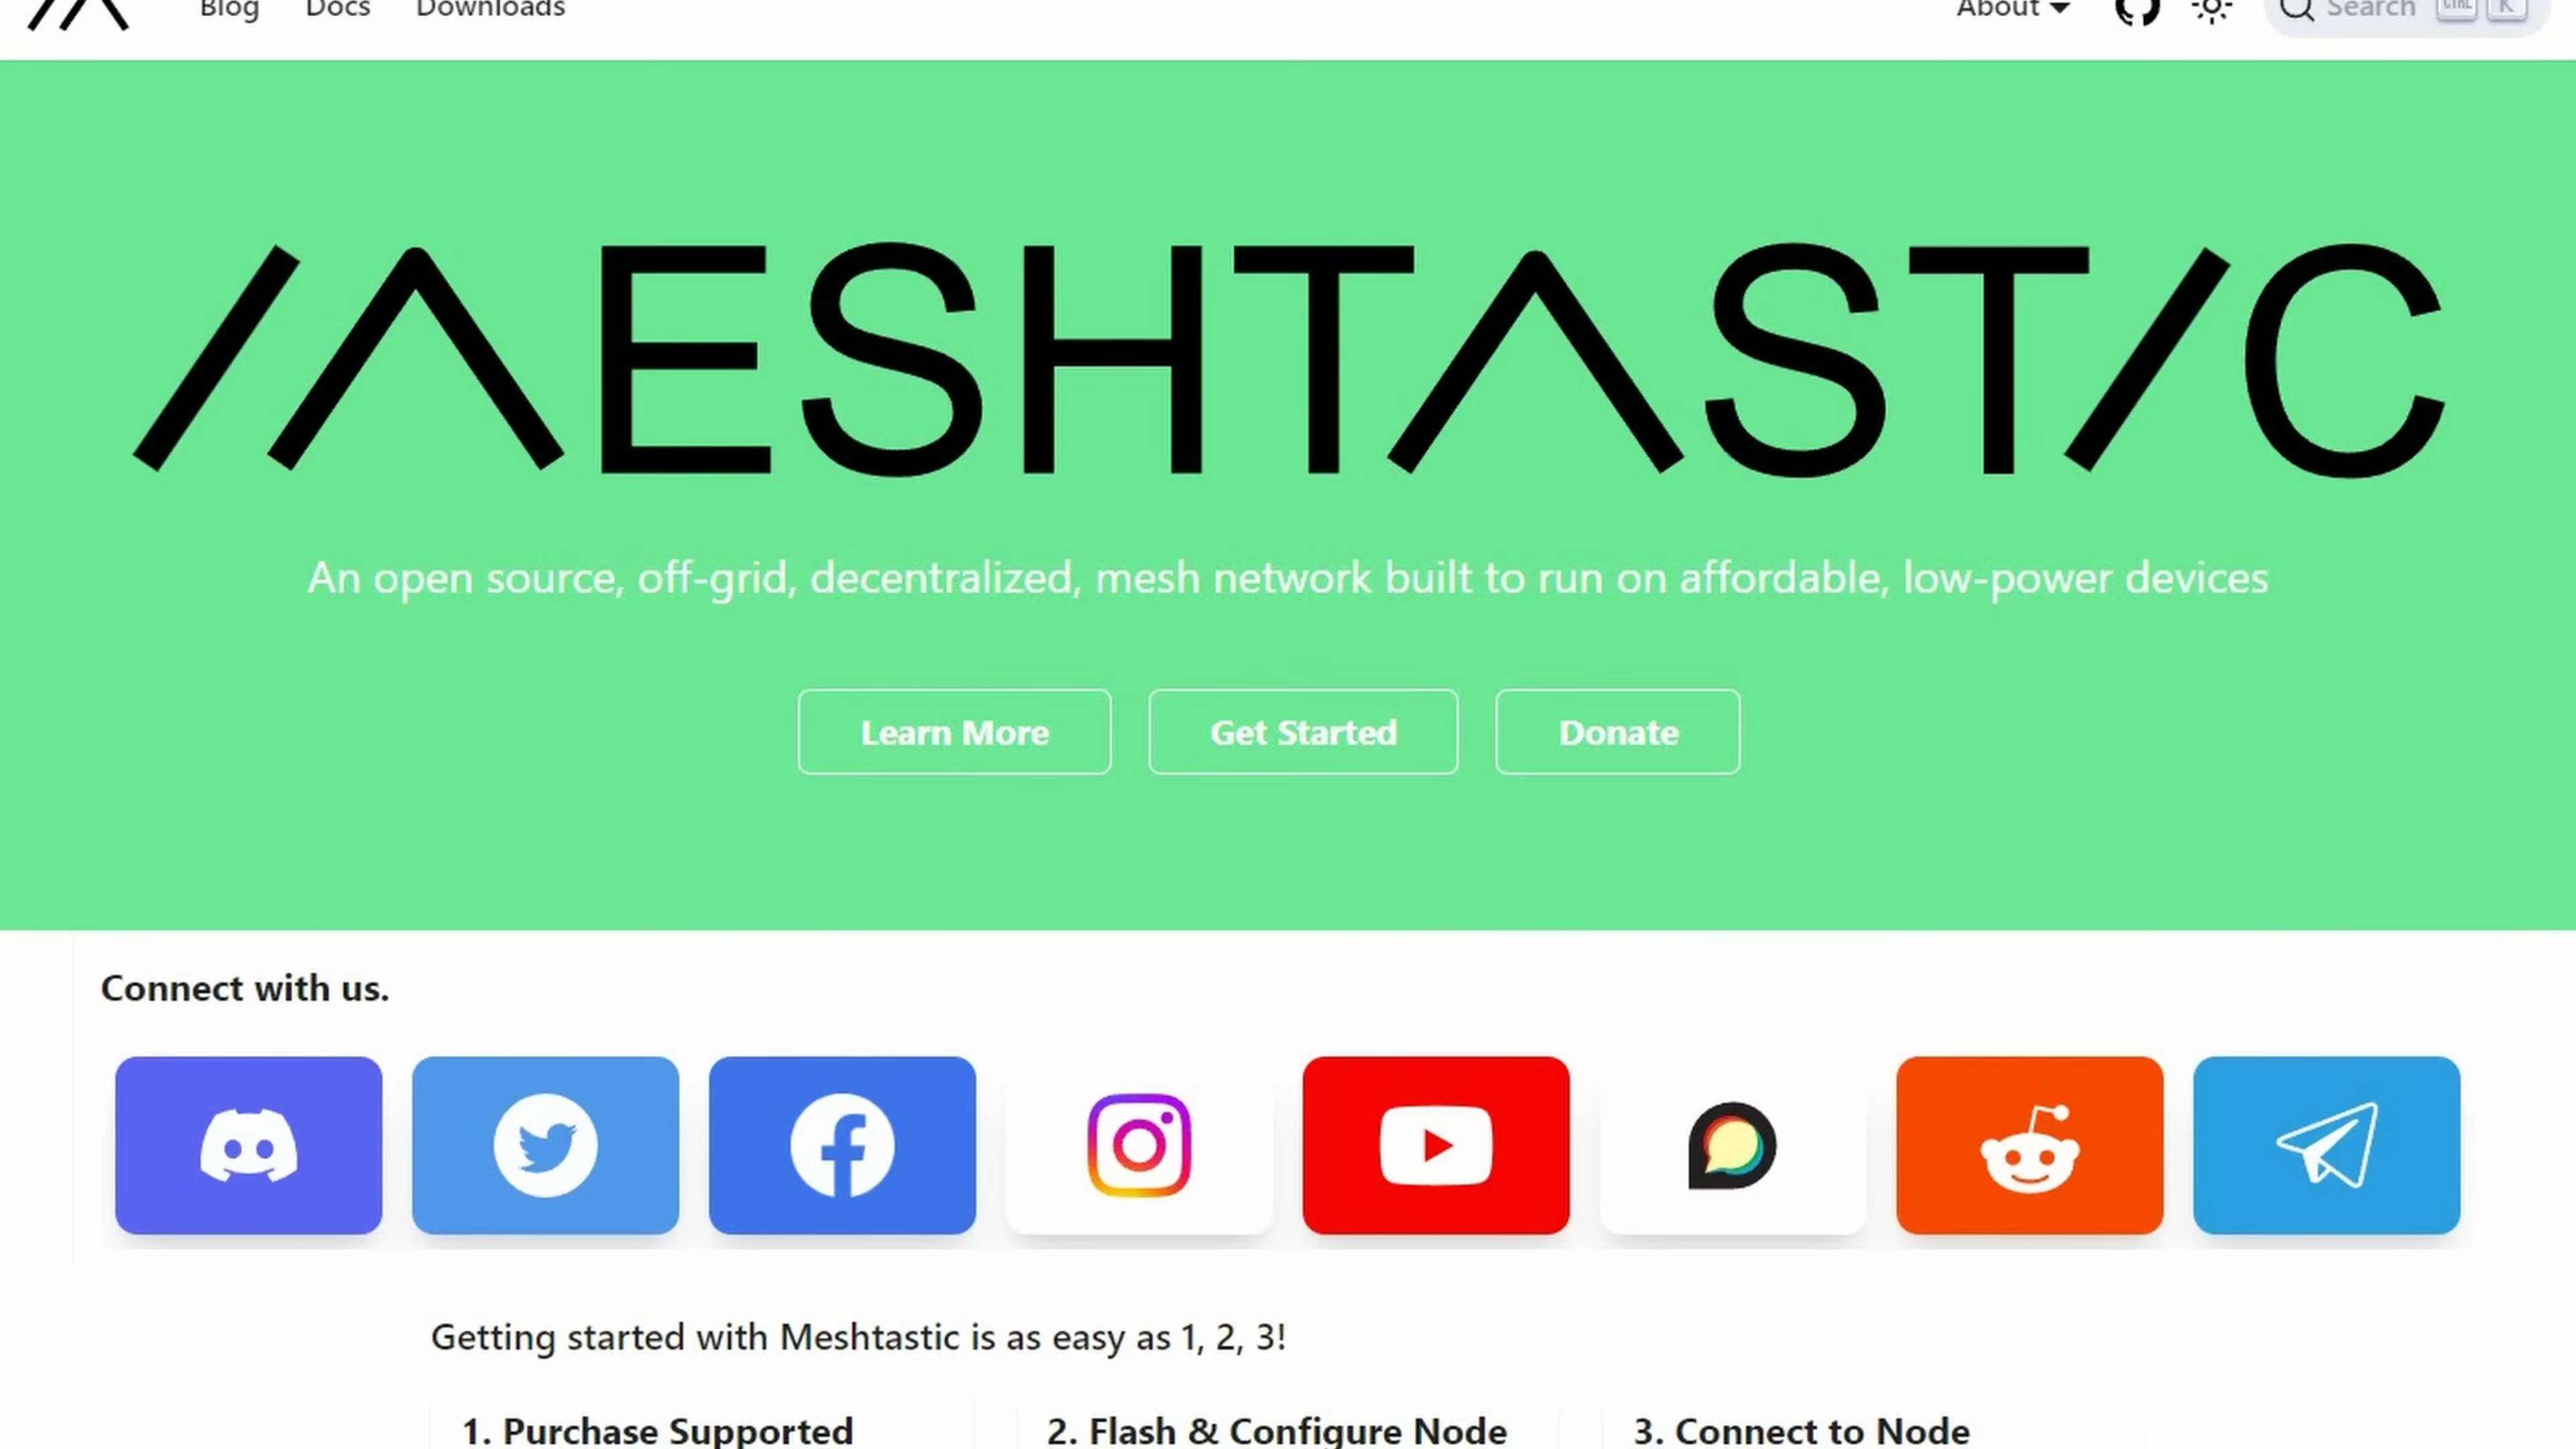 Blog Docs Downloads About Search CTRL K
MESHTASTIC
An open source, off-grid, decentralized, mesh network built to run on affordable, low-power devices
Learn More Get Started Donate
Connect with us.
Getting started with Meshtastic is as easy as 1, 2, 3!
1. Purchase Supported 2. Flash & Configure Node 3. Connect to Node